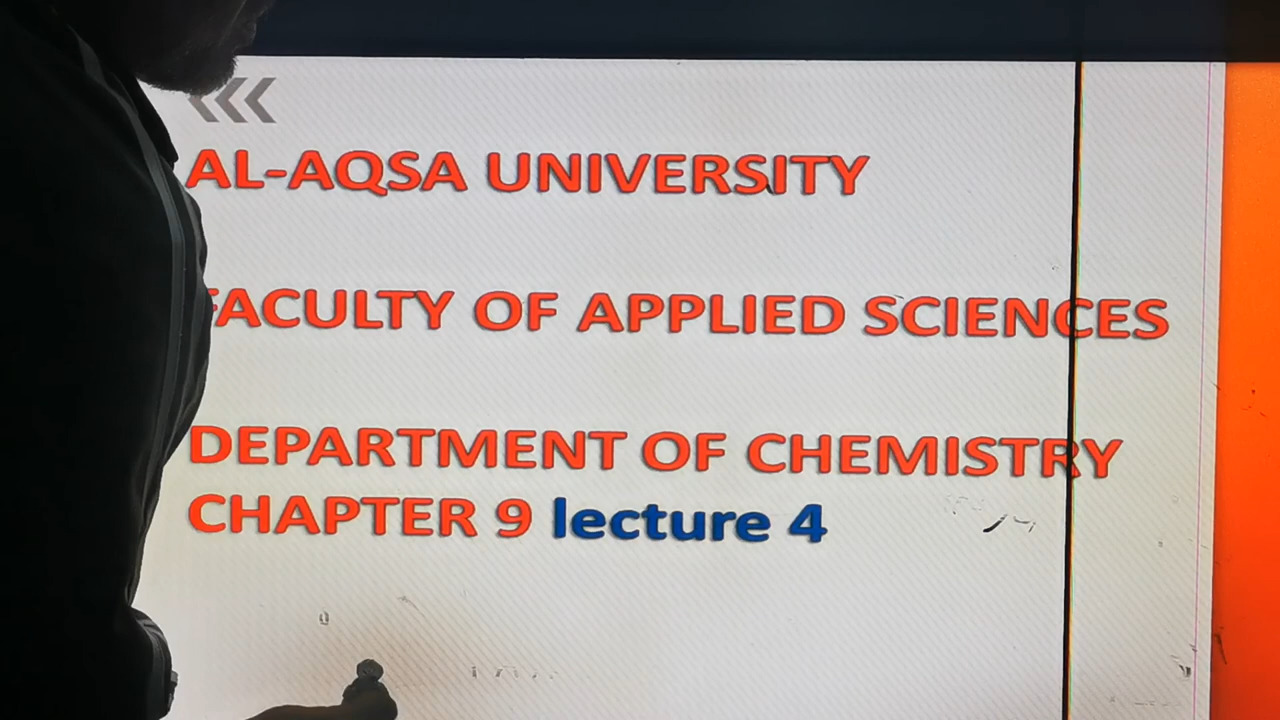 AL-AQSA UNIVERSITY
FACULTY OF APPLIED SCIENCES
DEPARTMENT OF CHEMISTRY
CHAPTER 9 lecture 4